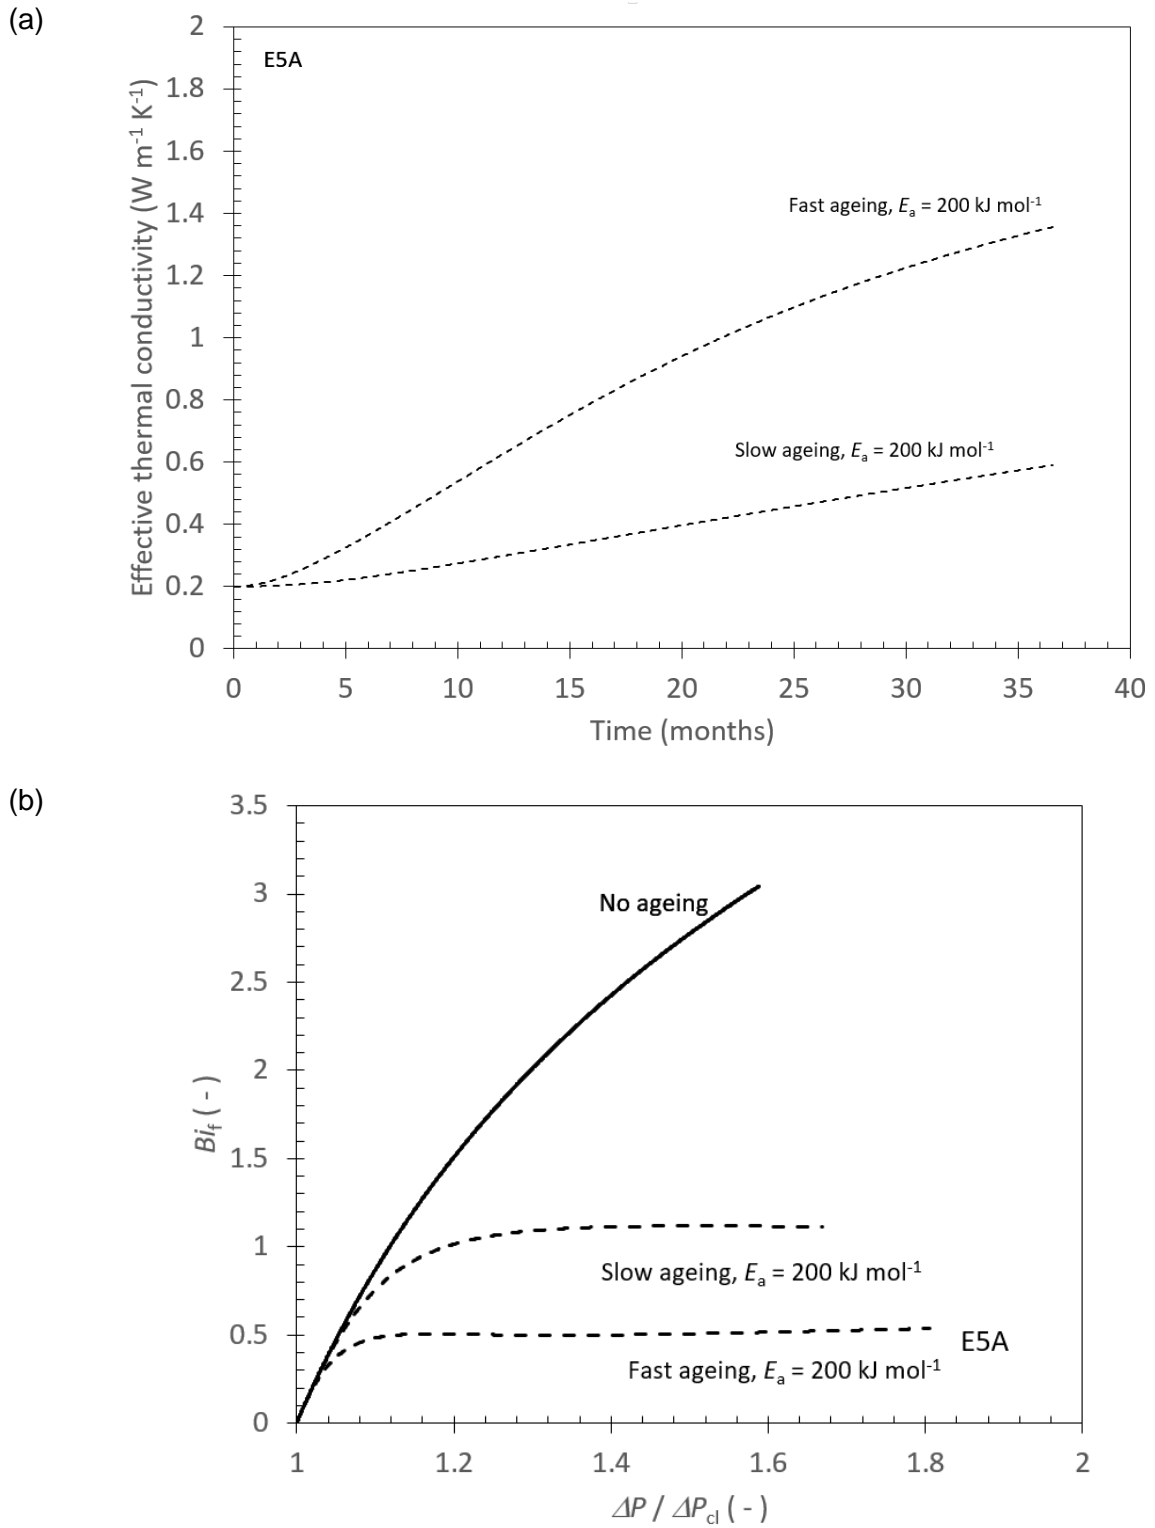 (a)
E5A
Effective thermal conductivity (W m⁻¹ K⁻¹)
2
1.8
1.6
1.4
1.2
1
0.8
0.6
0.4
0.2
0
Fast ageing, Eₐ = 200 kJ mol⁻¹
Slow ageing, Eₐ = 200 kJ mol⁻¹
0 5 10 15 20 25 30 35 40
Time (months)
(b)
3.5
3
2.5
2
1.5
1
0.5
0
Bi_f ( - )
No ageing
Slow ageing, Eₐ = 200 kJ mol⁻¹
E5A
Fast ageing, Eₐ = 200 kJ mol⁻¹
1 1.2 1.4 1.6 1.8 2
ΔP / ΔP_cl ( - )